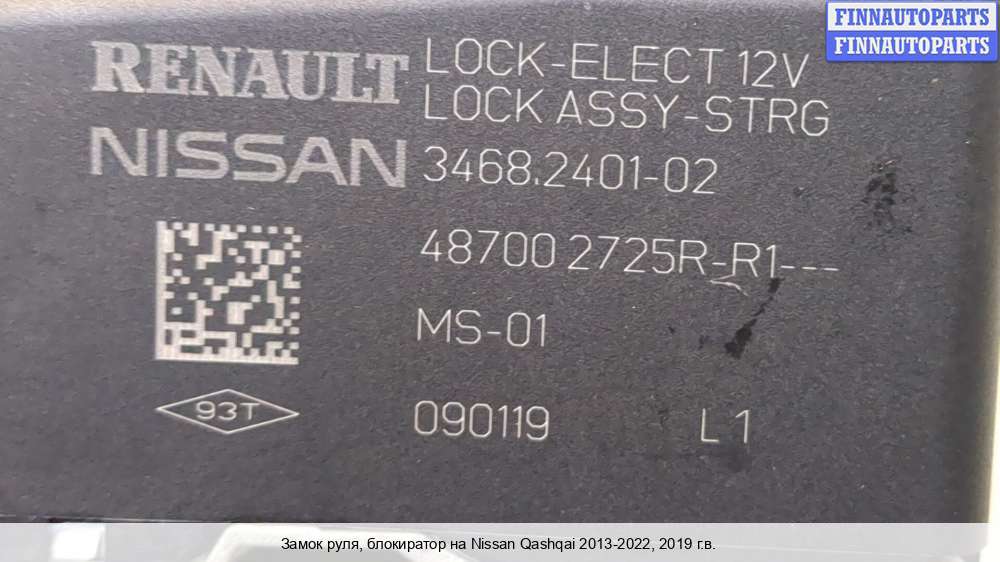 FINNAUTOPARTS
FINNAUTOPARTS
RENAULT
NISSAN
LOCK-ELECT 12V
LOCK ASSY-STRG
3468.2401-02
48700 2725R-R1---
MS-01
93T
090119 L1
Замок руля, блокиратор на Nissan Qashqai 2013-2022, 2019 г.в.